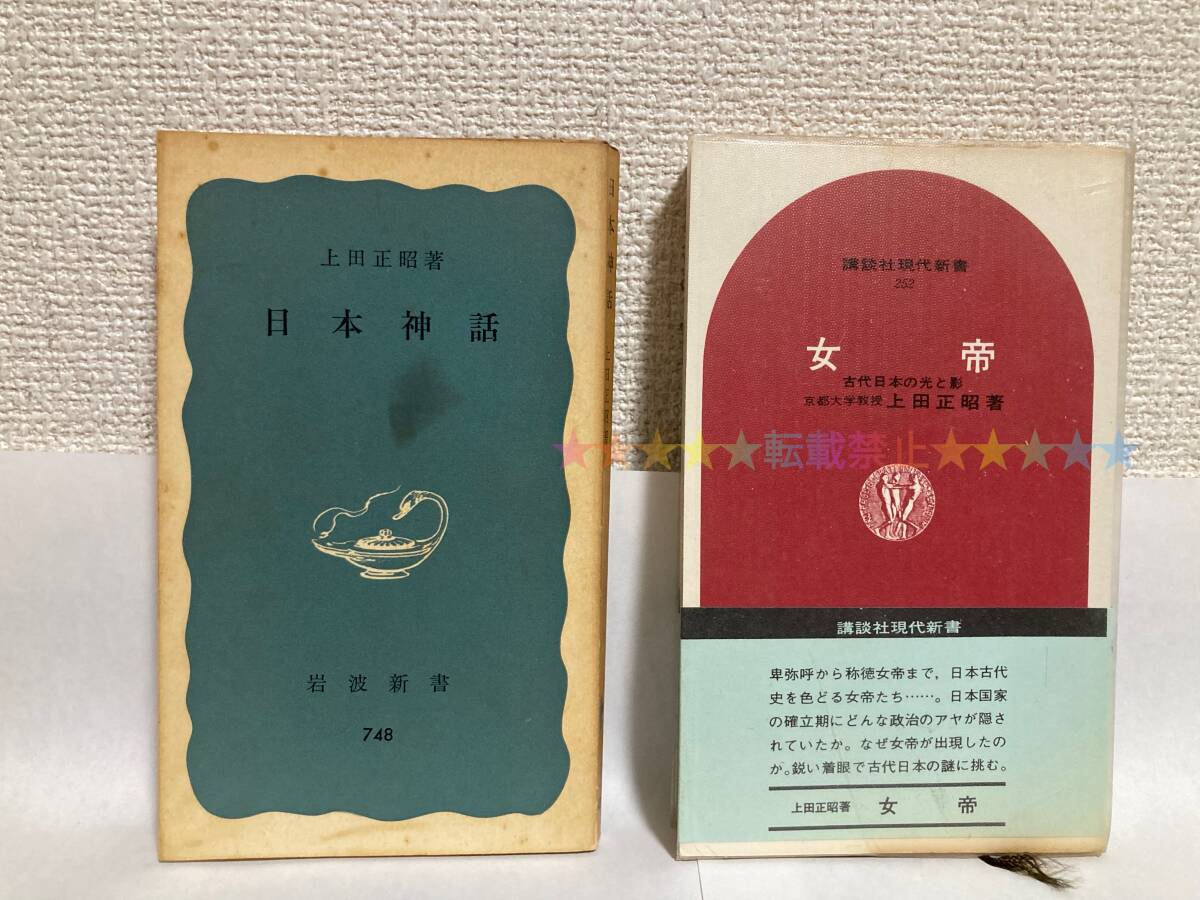 上田正昭著
日本神話
岩波新書
748
日本神話
講談社現代新書
252
女帝
古代日本の光と影
京都大学教授 上田正昭著
★★★★★★転載禁止★★★★★★
講談社現代新書
卑弥呼から称徳女帝まで，日本古代
史を色どる女帝たち……。日本国家
の確立期にどんな政治のアヤが隠さ
れていたか。なぜ女帝が出現したの
か。鋭い着眼で古代日本の謎に挑む。
上田正昭著 女帝